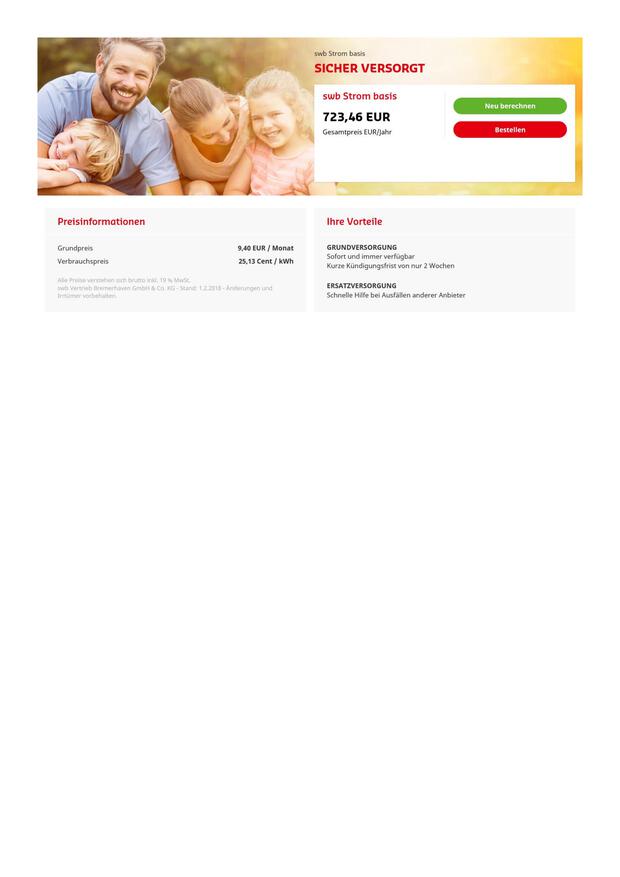 swb Strom basis
SICHER VERSORGT
swb Strom basis
723,46 EUR
Gesamtpreis EUR/Jahr
Neu berechnen
Bestellen
Preisinformationen
Grundpreis 9,40 EUR / Monat
Verbrauchspreis 25,13 Cent / kWh
Alle Preise verstehen sich brutto inkl. 19 % MwSt.
swb Vertrieb Bremerhaven GmbH & Co. KG - Stand: 1.2.2018 - Änderungen und
Irrtümer vorbehalten.
Ihre Vorteile
GRUNDVERSORGUNG
Sofort und immer verfügbar
Kurze Kündigungsfrist von nur 2 Wochen
ERSATZVERSORGUNG
Schnelle Hilfe bei Ausfällen anderer Anbieter